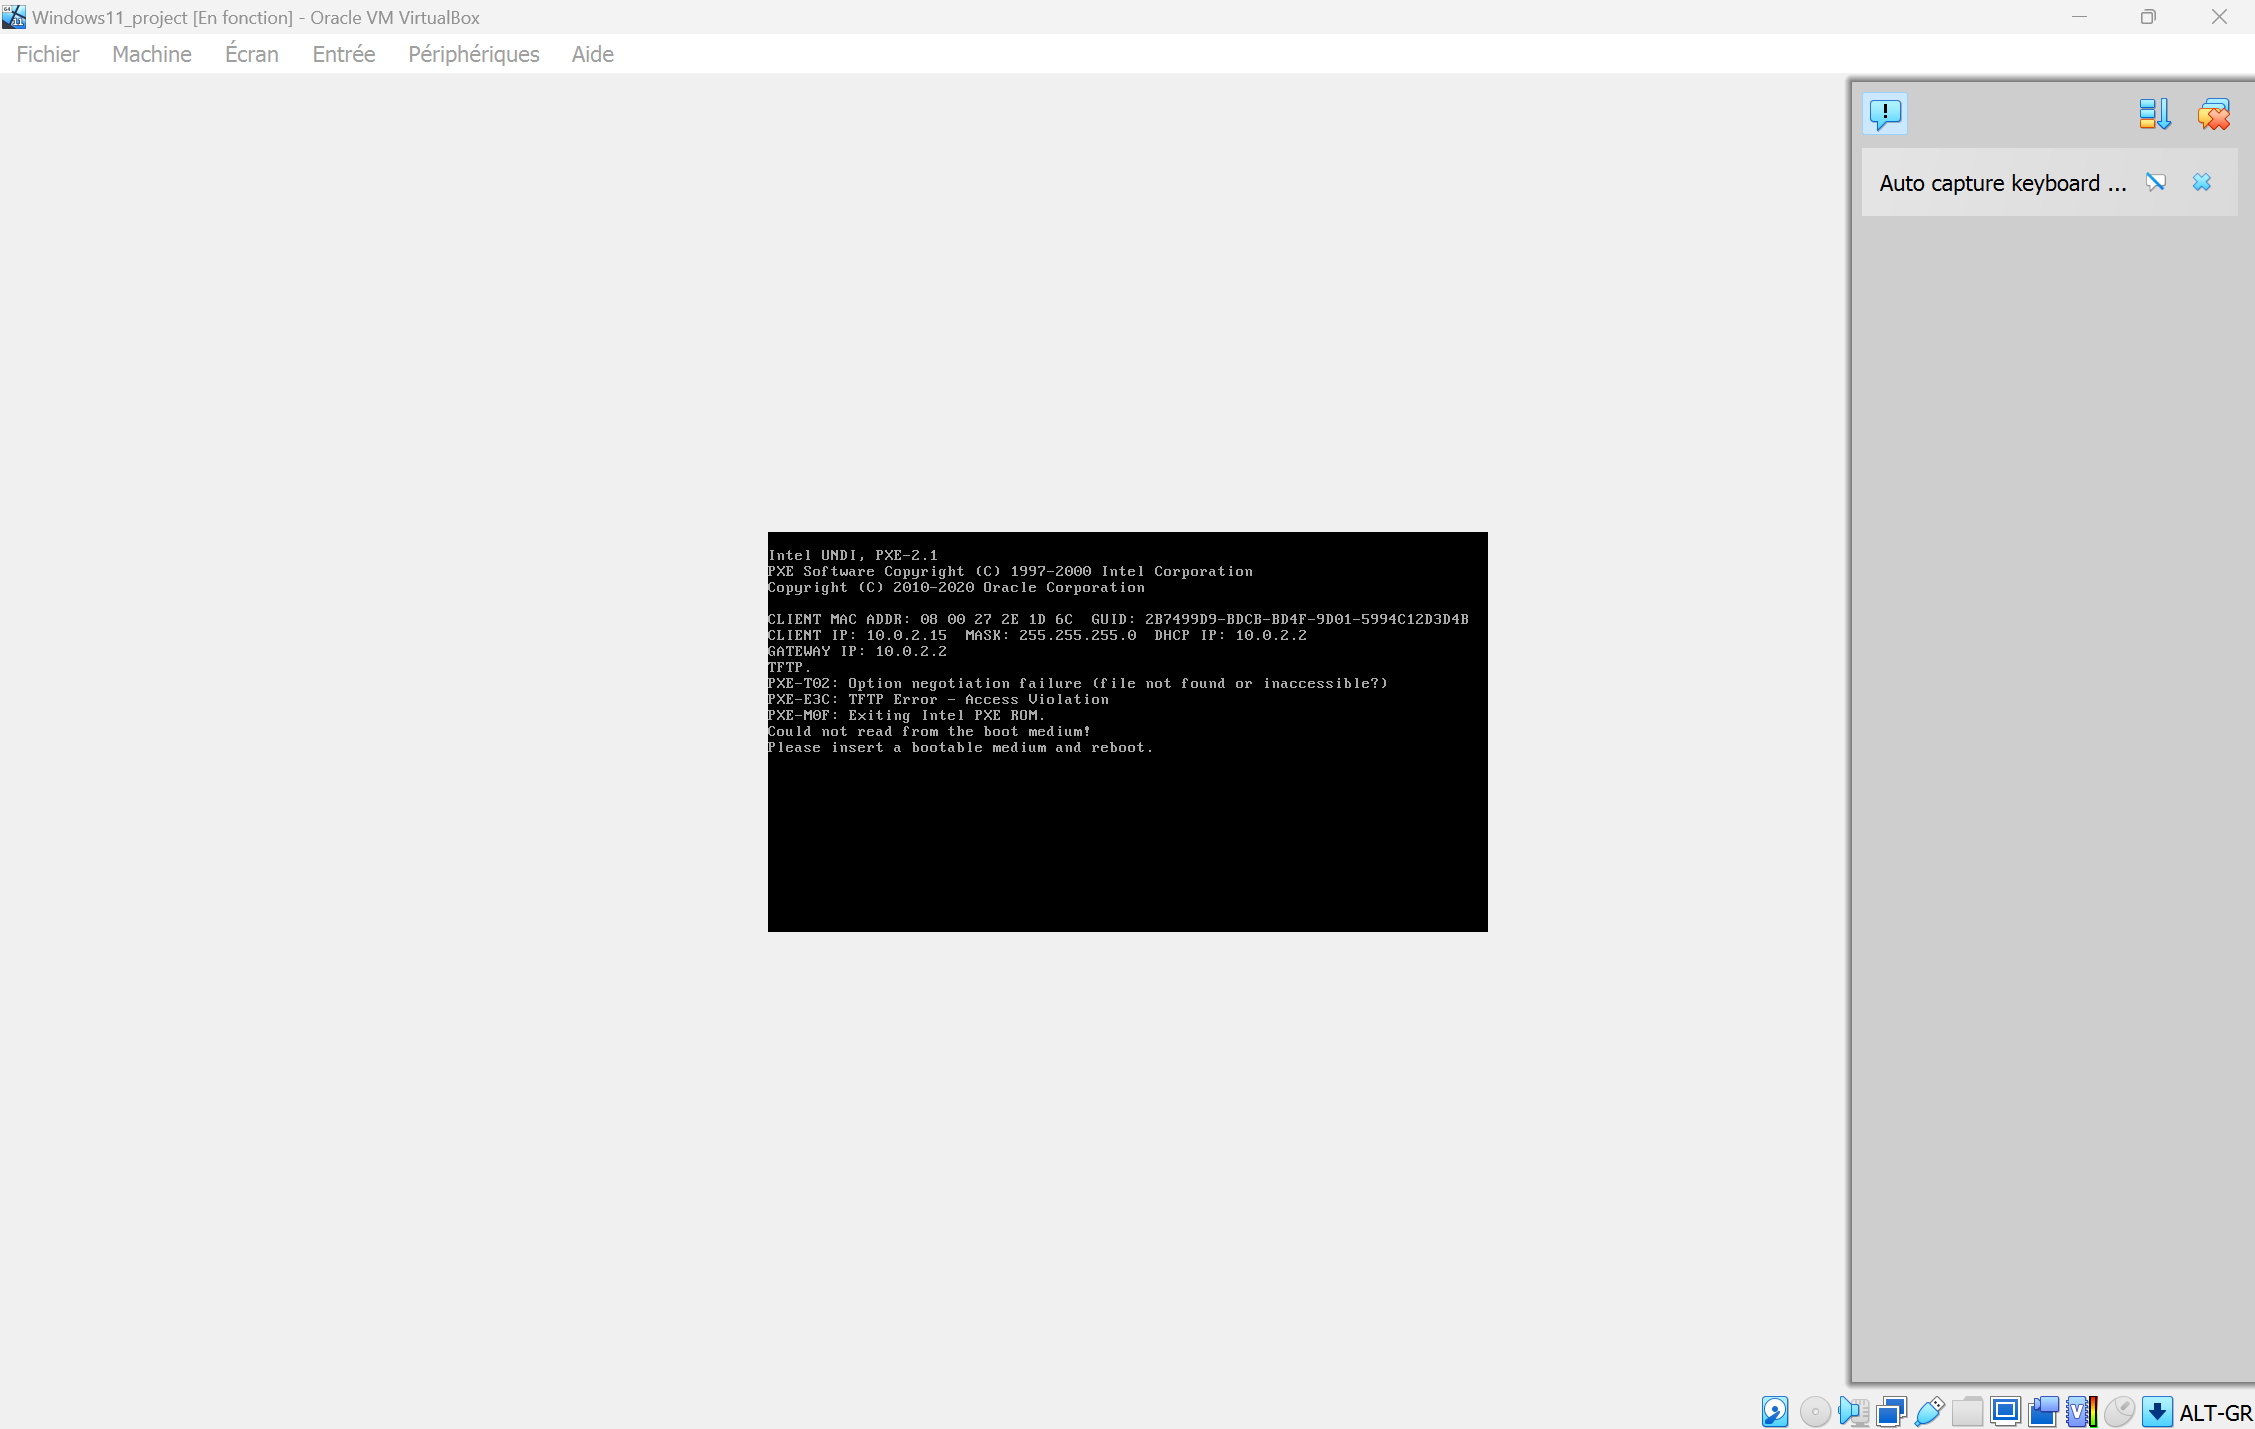 Windows11_project [En fonction] - Oracle VM VirtualBox
Fichier Machine Écran Entrée Périphériques Aide
Auto capture keyboard ...
Intel UNDI, PXE-2.1
PXE Software Copyright (C) 1997-2000 Intel Corporation
Copyright (C) 2010-2020 Oracle Corporation
CLIENT MAC ADDR: 08 00 27 2E 1D 6C  GUID: 2B7499D9-BDCB-BD4F-9D01-5994C12D3D4B
CLIENT IP: 10.0.2.15  MASK: 255.255.255.0  DHCP IP: 10.0.2.2
GATEWAY IP: 10.0.2.2
TFTP.
PXE-T02: Option negotiation failure (file not found or inaccessible?)
PXE-E3C: TFTP Error - Access Violation
PXE-M0F: Exiting Intel PXE ROM.
Could not read from the boot medium!
Please insert a bootable medium and reboot.
ALT-GR